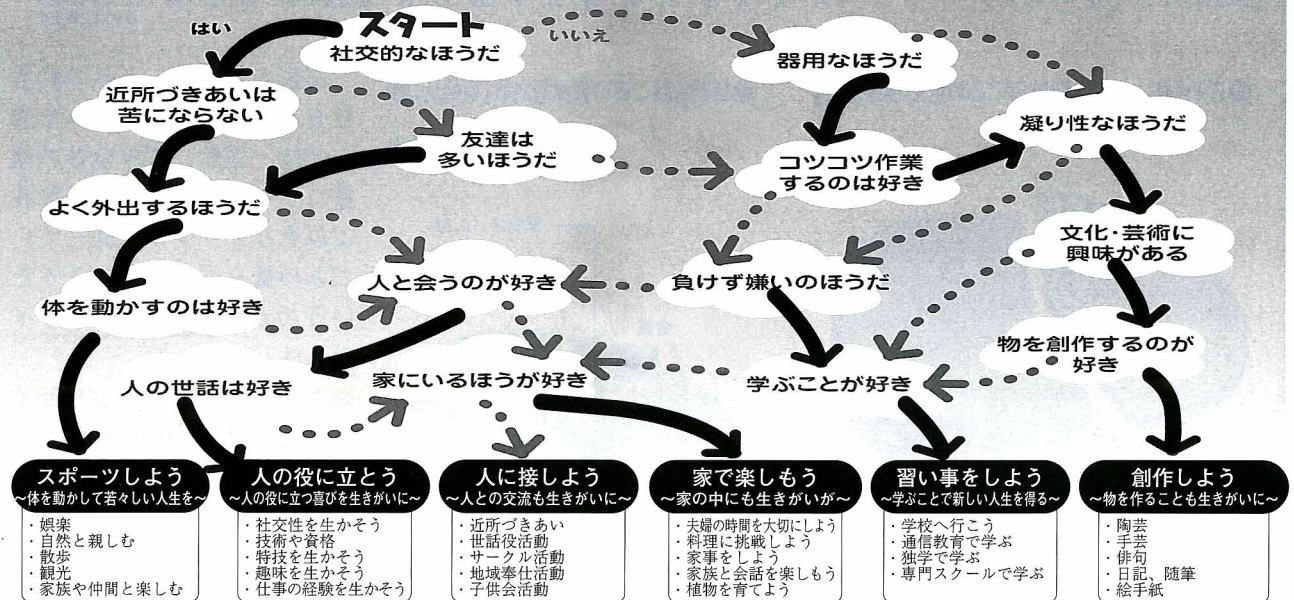 はい
スタート
いいえ
社交的なほうだ
器用なほうだ
近所づきあいは
苦にならない
友達は
多いほうだ
コツコツ作業
するのは好き
凝り性なほうだ
よく外出するほうだ
文化・芸術に
興味がある
体を動かすのは好き
人と会うのが好き
負けず嫌いのほうだ
物を創作するのが
好き
人の世話は好き
家にいるほうが好き
学ぶことが好き
スポーツしよう
〜体を動かして若々しい人生を〜
・娯楽
・自然と親しむ
・散歩
・観光
・家族や仲間と楽しむ
人の役に立とう
〜人の役に立つ喜びを生きがいに〜
・社交性を生かそう
・技術や資格
・特技を生かそう
・趣味を生かそう
・仕事の経験を生かそう
人に接しよう
〜人との交流も生きがいに〜
・近所づきあい
・世話役活動
・サークル活動
・地域奉仕活動
・子供会活動
家で楽しもう
〜家の中にも生きがいが〜
・夫婦の時間を大切にしよう
・料理に挑戦しよう
・家事をしよう
・家族と会話を楽しもう
・植物を育てよう
習い事をしよう
〜学ぶことで新しい人生を得る〜
・学校へ行こう
・通信教育で学ぶ
・独学で学ぶ
・専門スクールで学ぶ
創作しよう
〜物を作ることも生きがいに〜
・陶芸
・手芸
・俳句
・日記、随筆
・絵手紙